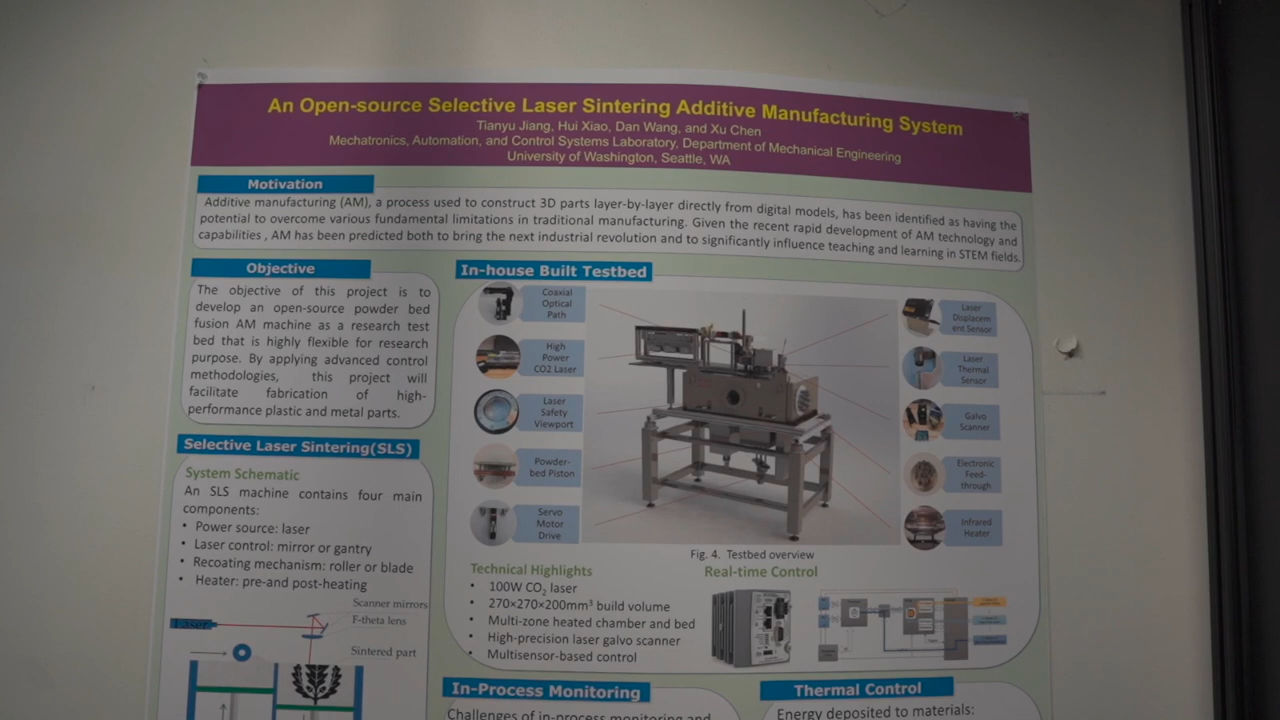 An Open-source Selective Laser Sintering Additive Manufacturing System
Tianyu Jiang, Hui Xiao, Dan Wang, and Xu Chen
Mechatronics, Automation, and Control Systems Laboratory, Department of Mechanical Engineering
University of Washington, Seattle, WA
Motivation
Additive manufacturing (AM), a process used to construct 3D parts layer-by-layer directly from digital models, has been identified as having the
potential to overcome various fundamental limitations in traditional manufacturing. Given the recent rapid development of AM technology and
capabilities , AM has been predicted both to bring the next industrial revolution and to significantly influence teaching and learning in STEM fields.
Objective
The objective of this project is to
develop an open-source powder bed
fusion AM machine as a research test
bed that is highly flexible for research
purpose. By applying advanced control
methodologies, this project will
facilitate fabrication of high-
performance plastic and metal parts.
Selective Laser Sintering(SLS)
System Schematic
An SLS machine contains four main
components:
• Power source: laser
• Laser control: mirror or gantry
• Recoating mechanism: roller or blade
• Heater: pre-and post-heating
Scanner mirrors
F-theta lens
Laser
Sintered part
In-house Built Testbed
Coaxial
Optical
Path
High
Power
CO2 Laser
Laser
Safety
Viewport
Powder-
bed Piston
Servo
Motor
Drive
Laser
Displacem
ent Sensor
Laser
Thermal
Sensor
Galvo
Scanner
Electronic
Feed-
through
Infrared
Heater
Fig. 4. Testbed overview
Technical Highlights
• 100W CO₂ laser
• 270×270×200mm³ build volume
• Multi-zone heated chamber and bed
• High-precision laser galvo scanner
• Multisensor-based control
Real-time Control
In-Process Monitoring
Challenges of in-process monitoring and
Thermal Control
Energy deposited to materials: